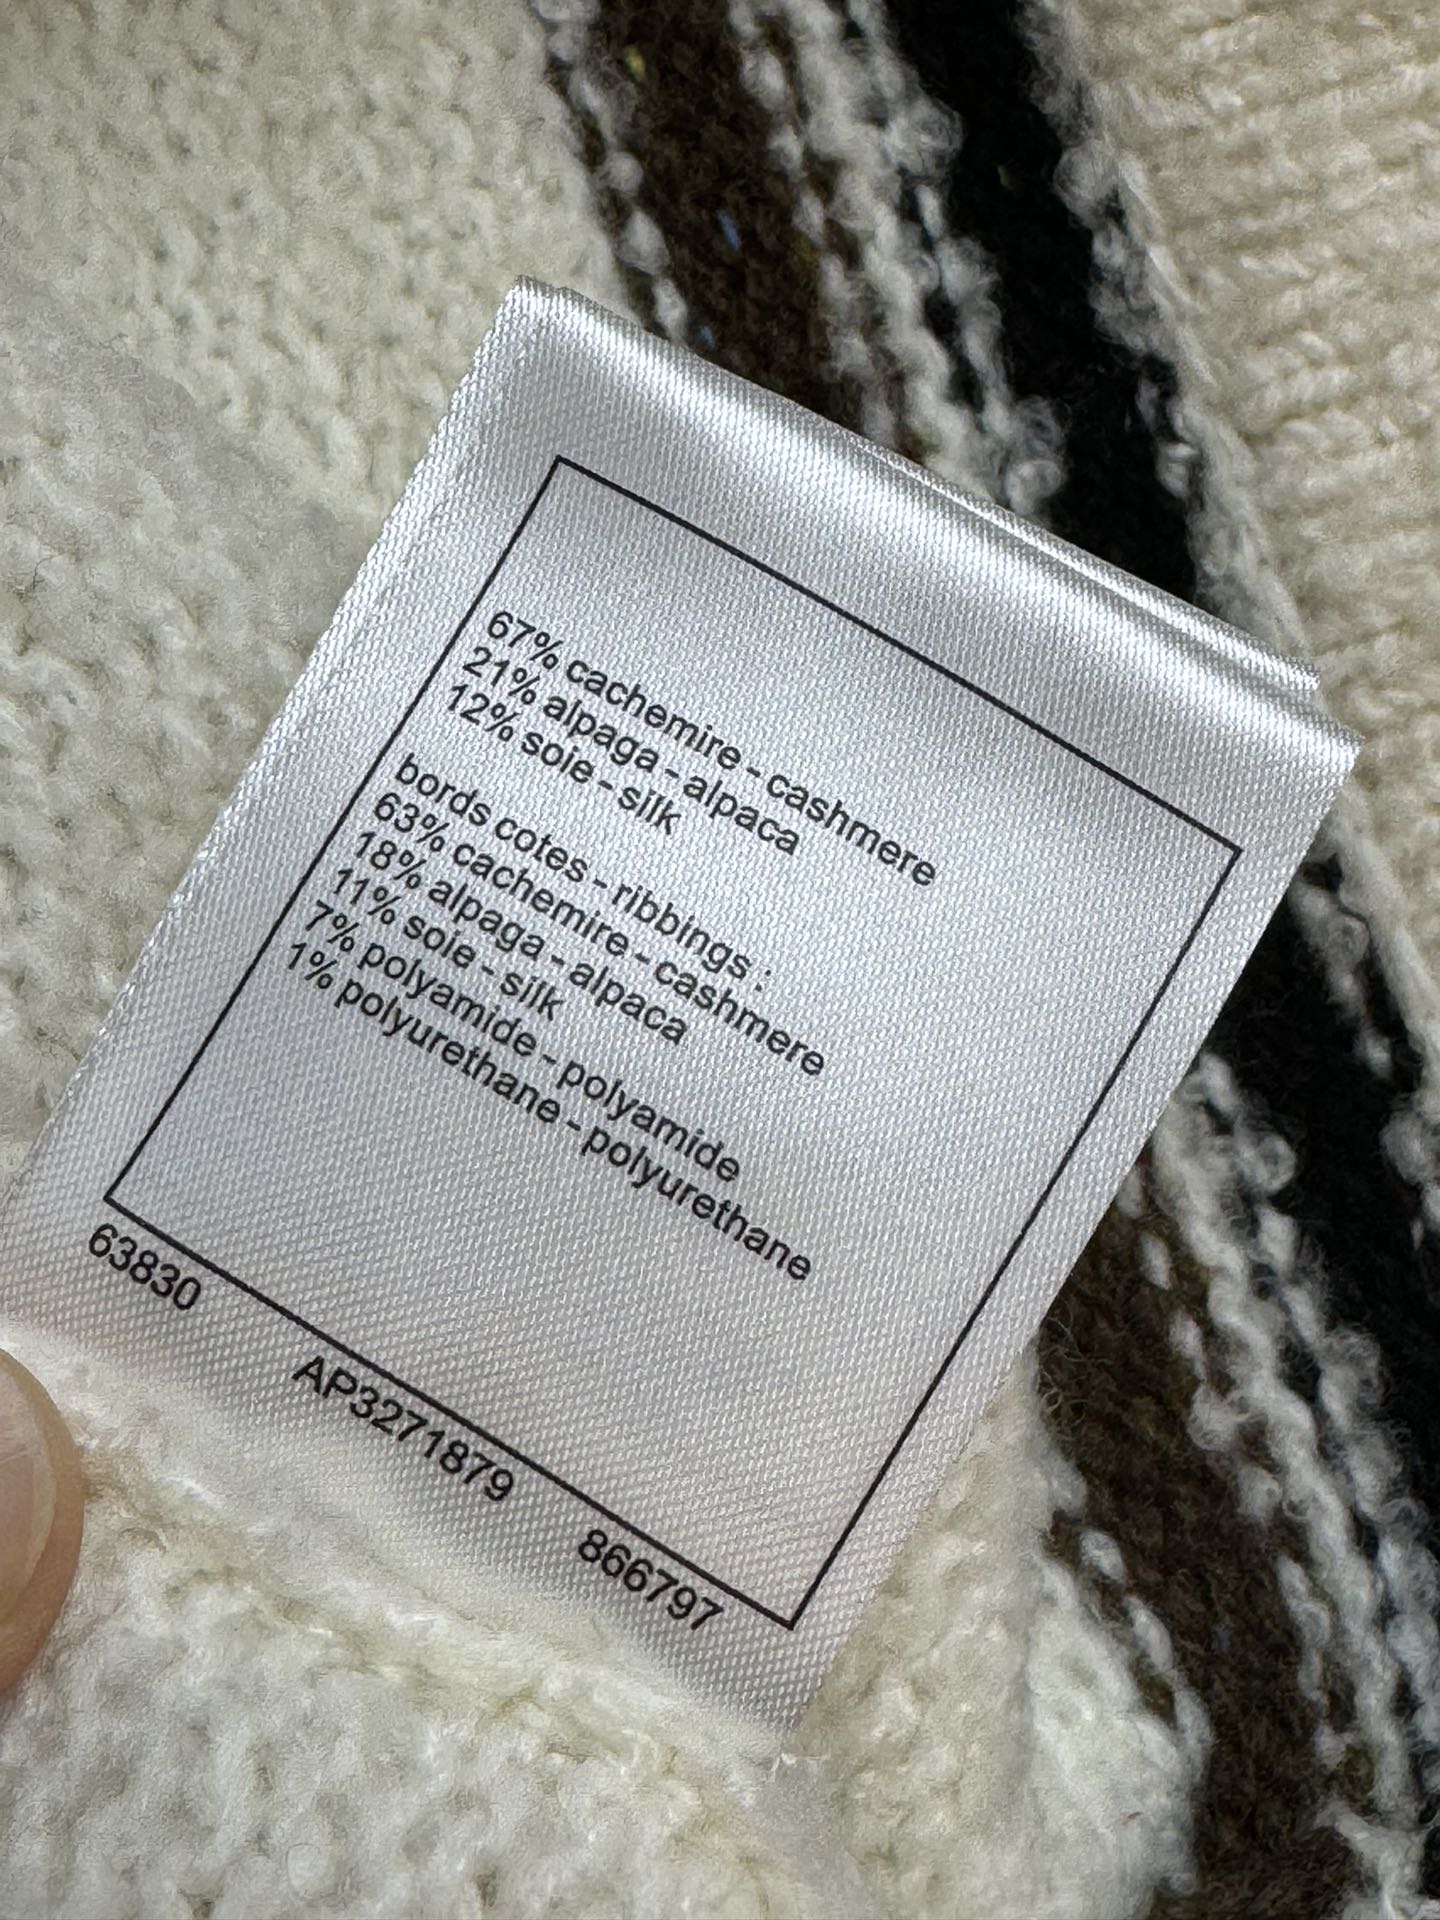 67% cachemire - cashmere
21% alpaga - alpaca
12% soie - silk
bords cotes - ribbings :
63% cachemire - cashmere
18% alpaga - alpaca
11% soie - silk
7% polyamide - polyamide
1% polyurethane - polyurethane
63830 AP3271879 866797